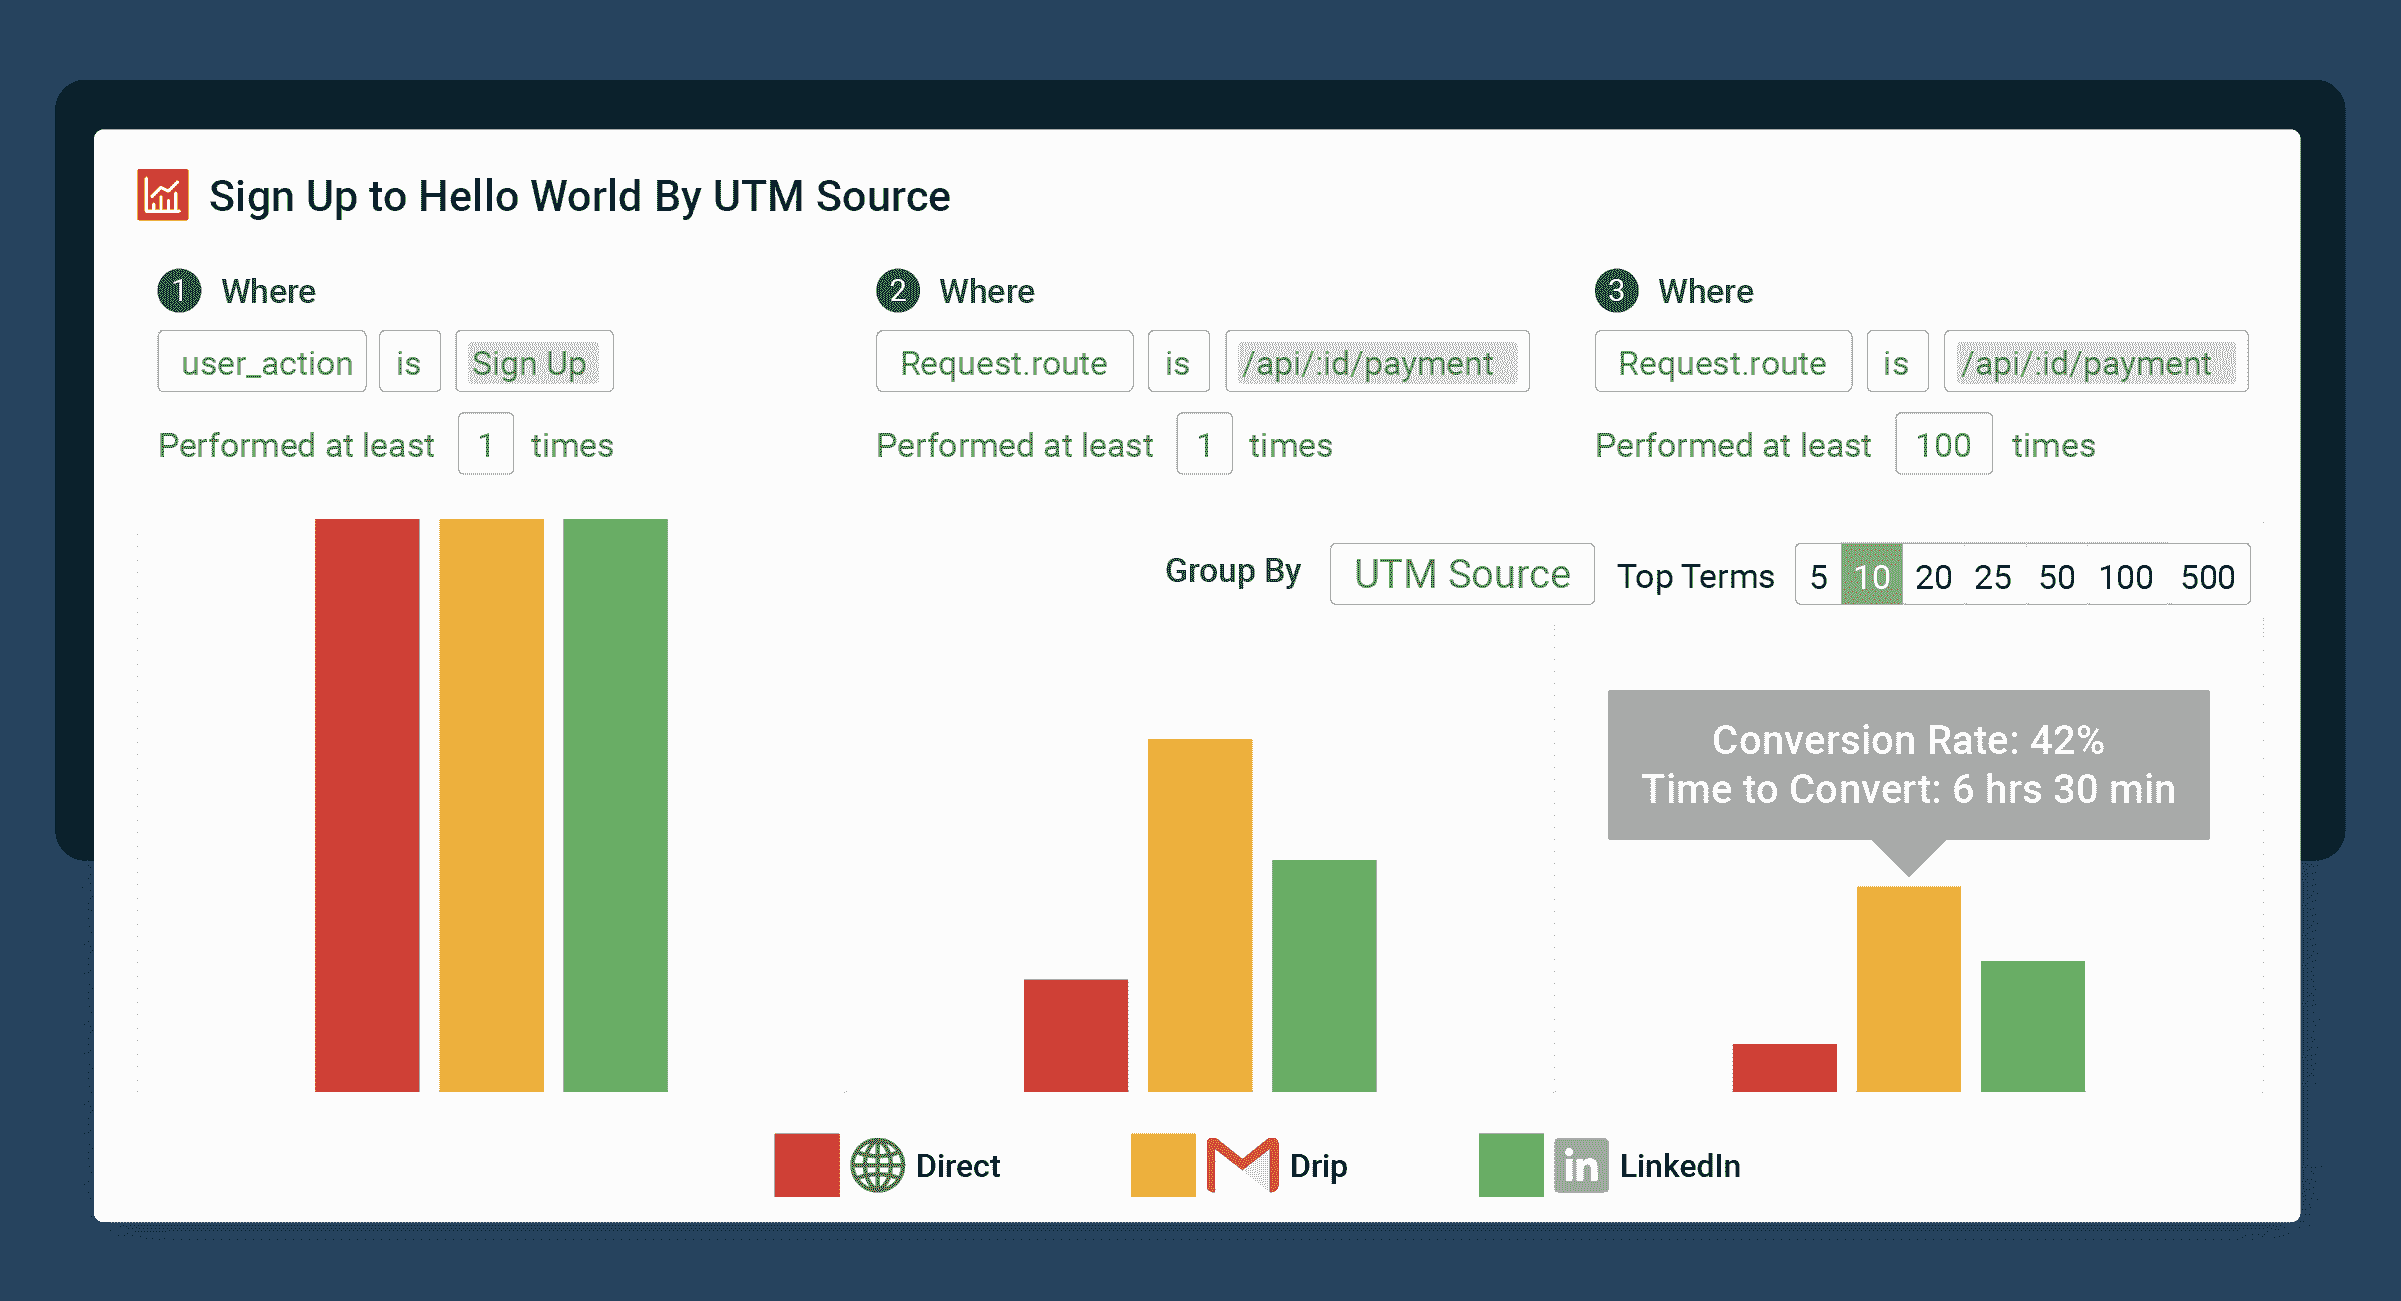 Sign Up to Hello World By UTM Source
1 Where
user_action is Sign Up
Performed at least 1 times
2 Where
Request.route is /api/:id/payment
Performed at least 1 times
3 Where
Request.route is /api/:id/payment
Performed at least 100 times
Group By UTM Source Top Terms 5 10 20 25 50 100 500
Conversion Rate: 42%
Time to Convert: 6 hrs 30 min
Direct
Drip
in LinkedIn